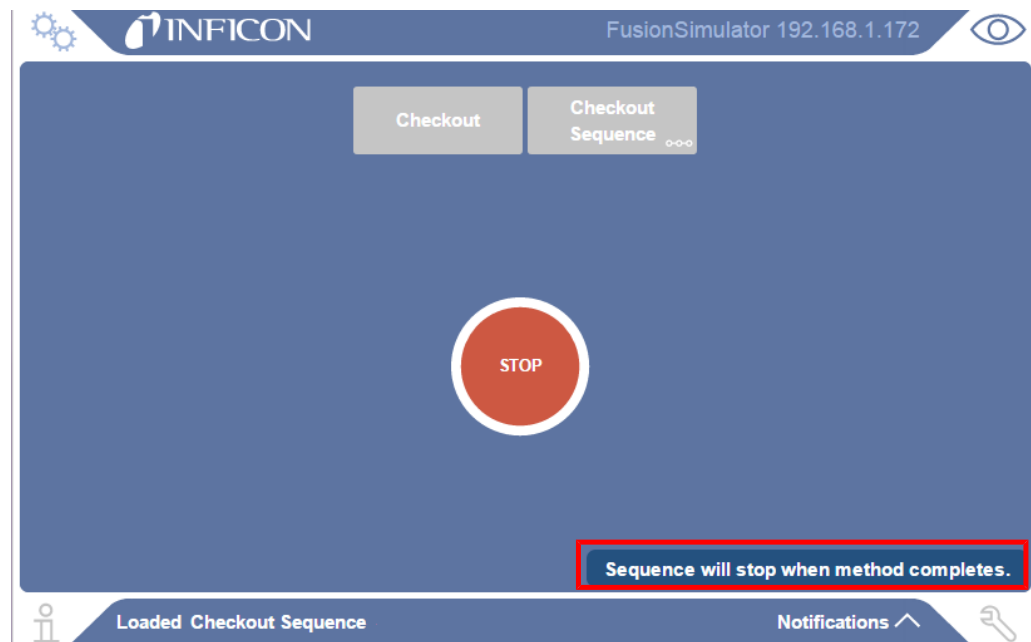 INFICON
FusionSimulator 192.168.1.172
Checkout
Checkout
Sequence
STOP
Sequence will stop when method completes.
Loaded Checkout Sequence
Notifications